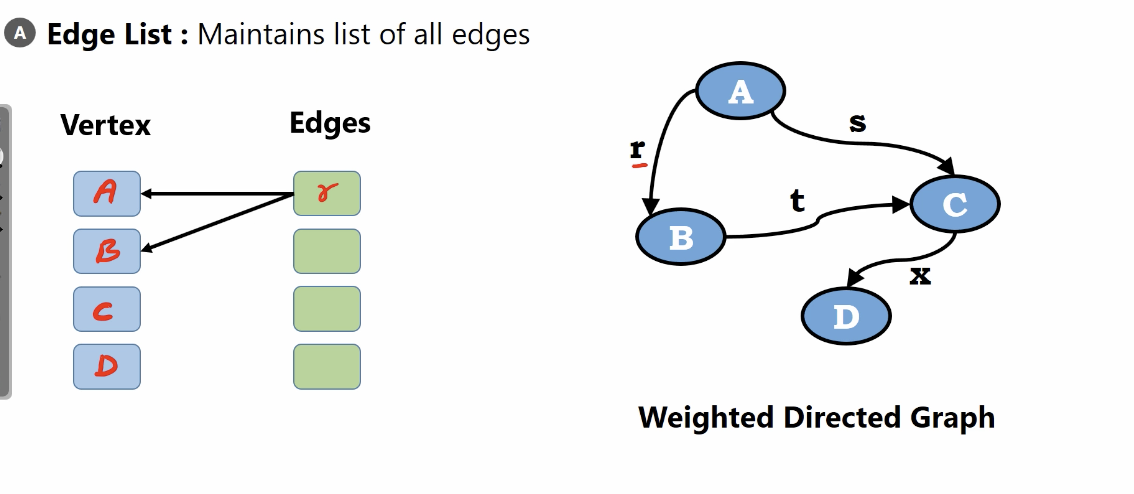 A Edge List : Maintains list of all edges
Vertex
Edges
A
r
B
C
D
A
s
r
t
C
B
x
D
Weighted Directed Graph